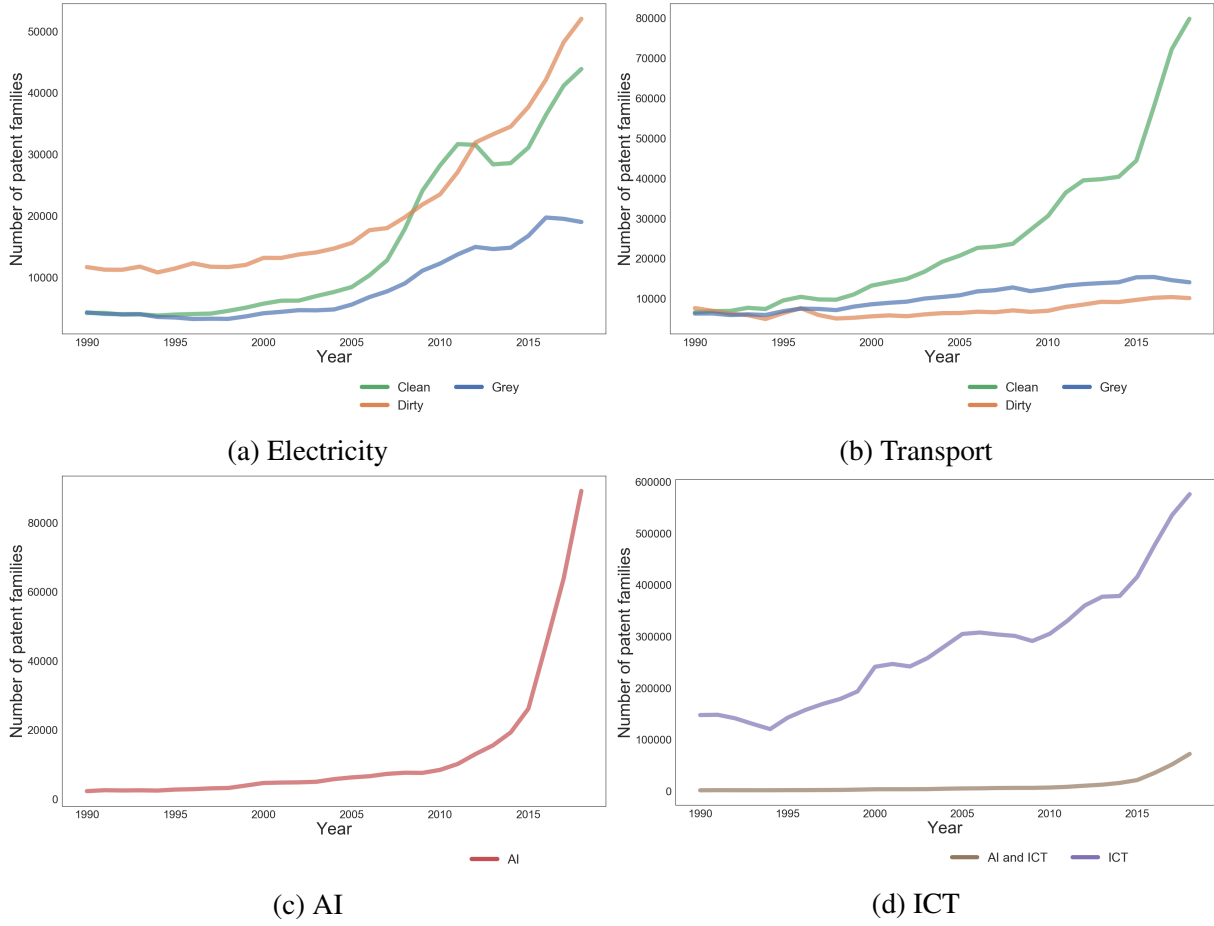 Number of patent families
50000
40000
30000
20000
10000
1990 1995 2000 2005 2010 2015
Year
Clean Grey
Dirty
(a) Electricity
Number of patent families
80000
70000
60000
50000
40000
30000
20000
10000
1990 1995 2000 2005 2010 2015
Year
Clean Grey
Dirty
(b) Transport
Number of patent families
80000
60000
40000
20000
0
1990 1995 2000 2005 2010 2015
Year
AI
(c) AI
Number of patent families
600000
500000
400000
300000
200000
100000
0
1990 1995 2000 2005 2010 2015
Year
AI and ICT ICT
(d) ICT